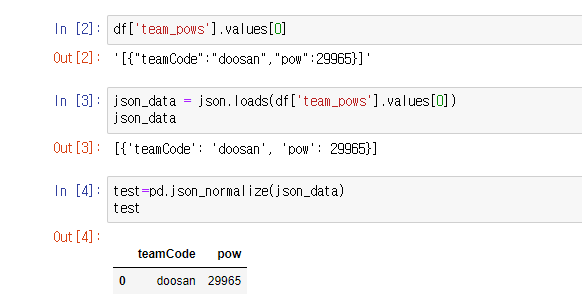 In [2]: df['team_pows'].values[0]
Out[2]: '[{"teamCode":"doosan","pow":29965}]'
In [3]: json_data = json.loads(df['team_pows'].values[0])
json_data
Out[3]: [{'teamCode': 'doosan', 'pow': 29965}]
In [4]: test=pd.json_normalize(json_data)
test
Out[4]:
teamCode pow
0 doosan 29965